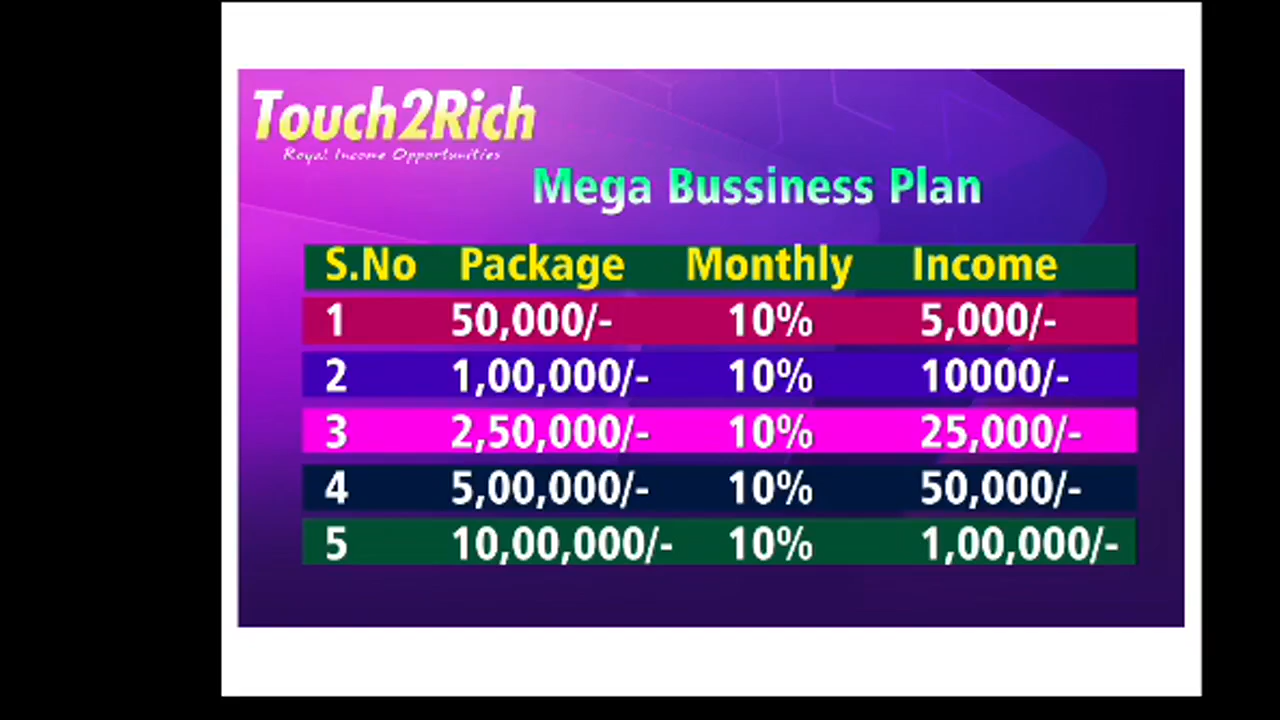 Touch2Rich
Royal Income Opportunities
Mega Bussiness Plan
S.No Package Monthly Income
1 50,000/- 10% 5,000/-
2 1,00,000/- 10% 10000/-
3 2,50,000/- 10% 25,000/-
4 5,00,000/- 10% 50,000/-
5 10,00,000/- 10% 1,00,000/-